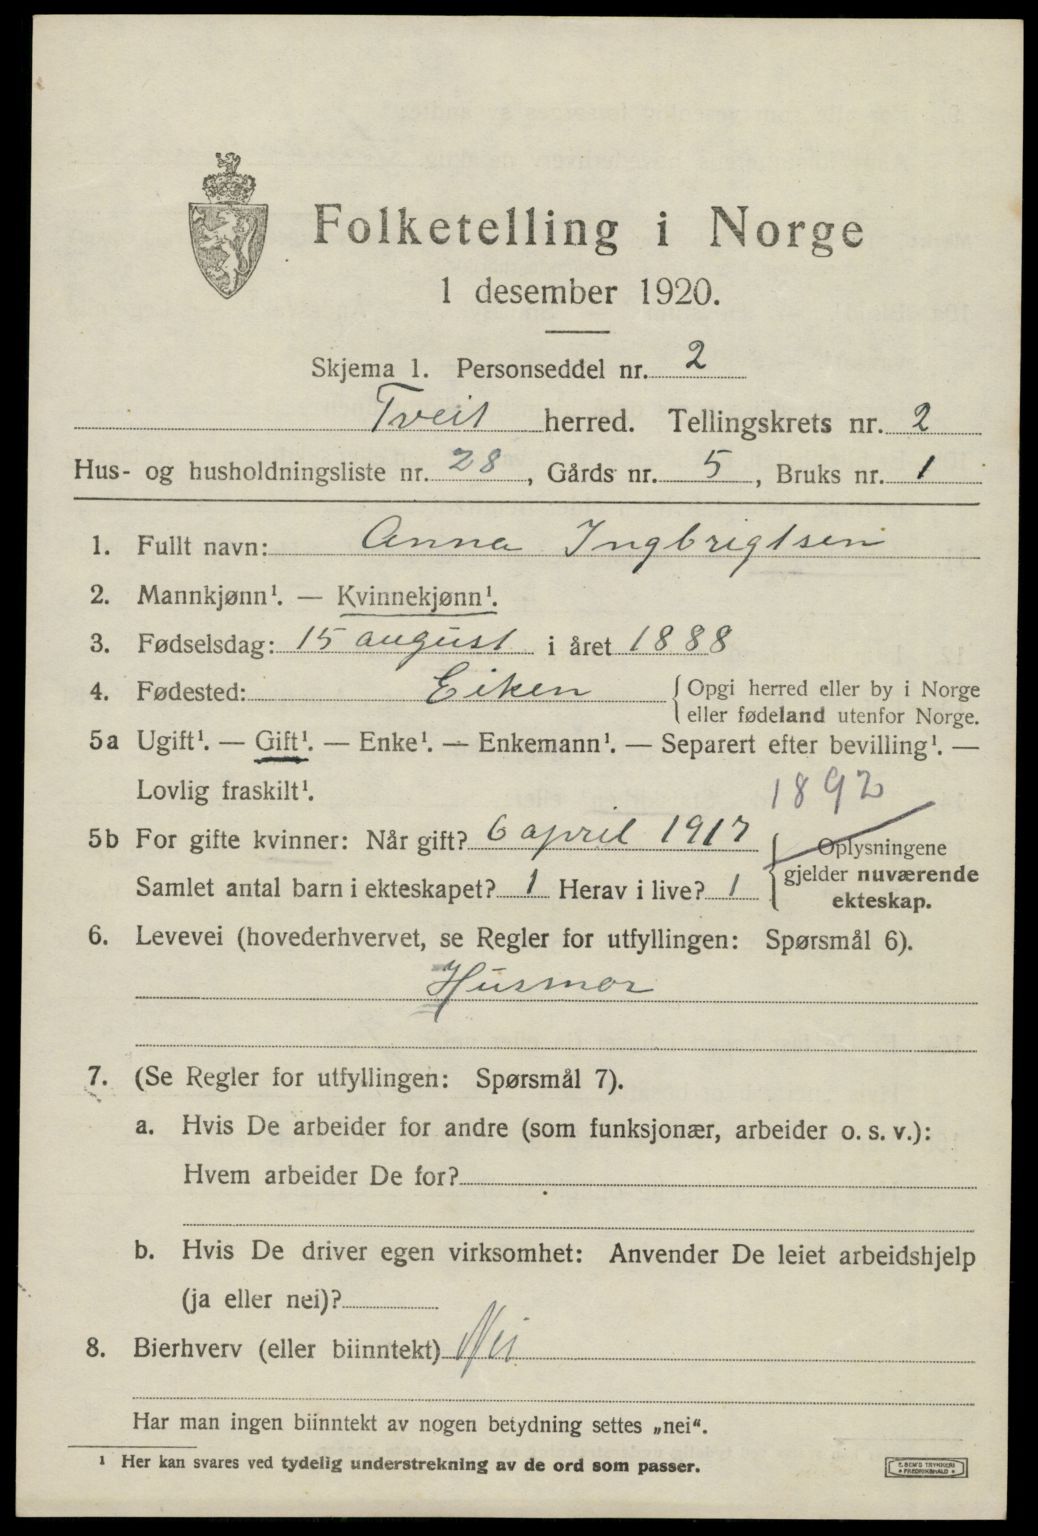 Folketelling i Norge
1 desember 1920.
Skjema 1. Personseddel nr. 2
Tveit herred. Tellingskrets nr. 2
Hus- og husholdningsliste nr. 28, Gårds nr. 5, Bruks nr. 1
1. Fullt navn: Anna Ingbrigtsen
2. Mannkjønn¹. — Kvinnekjønn¹.
3. Fødselsdag: 15 august i året 1888
4. Fødested: Eiken {Opgi herred eller by i Norge
eller fødeland utenfor Norge.
5a Ugift¹. — Gift¹. — Enke¹. — Enkemann¹. — Separert efter bevilling¹. —
Lovlig fraskilt¹.
1892
5b For gifte kvinner: Når gift? 6 april 1917 {Oplysningene
gjelder nuværende
Samlet antal barn i ekteskapet? 1 Herav i live? 1 ekteskap.
6. Levevei (hovederhvervet, se Regler for utfyllingen: Spørsmål 6).
Husmor
7. (Se Regler for utfyllingen: Spørsmål 7).
a. Hvis De arbeider for andre (som funksjonær, arbeider o. s. v.):
Hvem arbeider De for?
b. Hvis De driver egen virksomhet: Anvender De leiet arbeidshjelp
(ja eller nei)?
8. Bierhverv (eller biinntekt) Nei
Har man ingen biinntekt av nogen betydning settes „nei“.
¹ Her kan svares ved tydelig understrekning av de ord som passer.
E. SEM'S TRYKKERI
FREDRIKSHALD